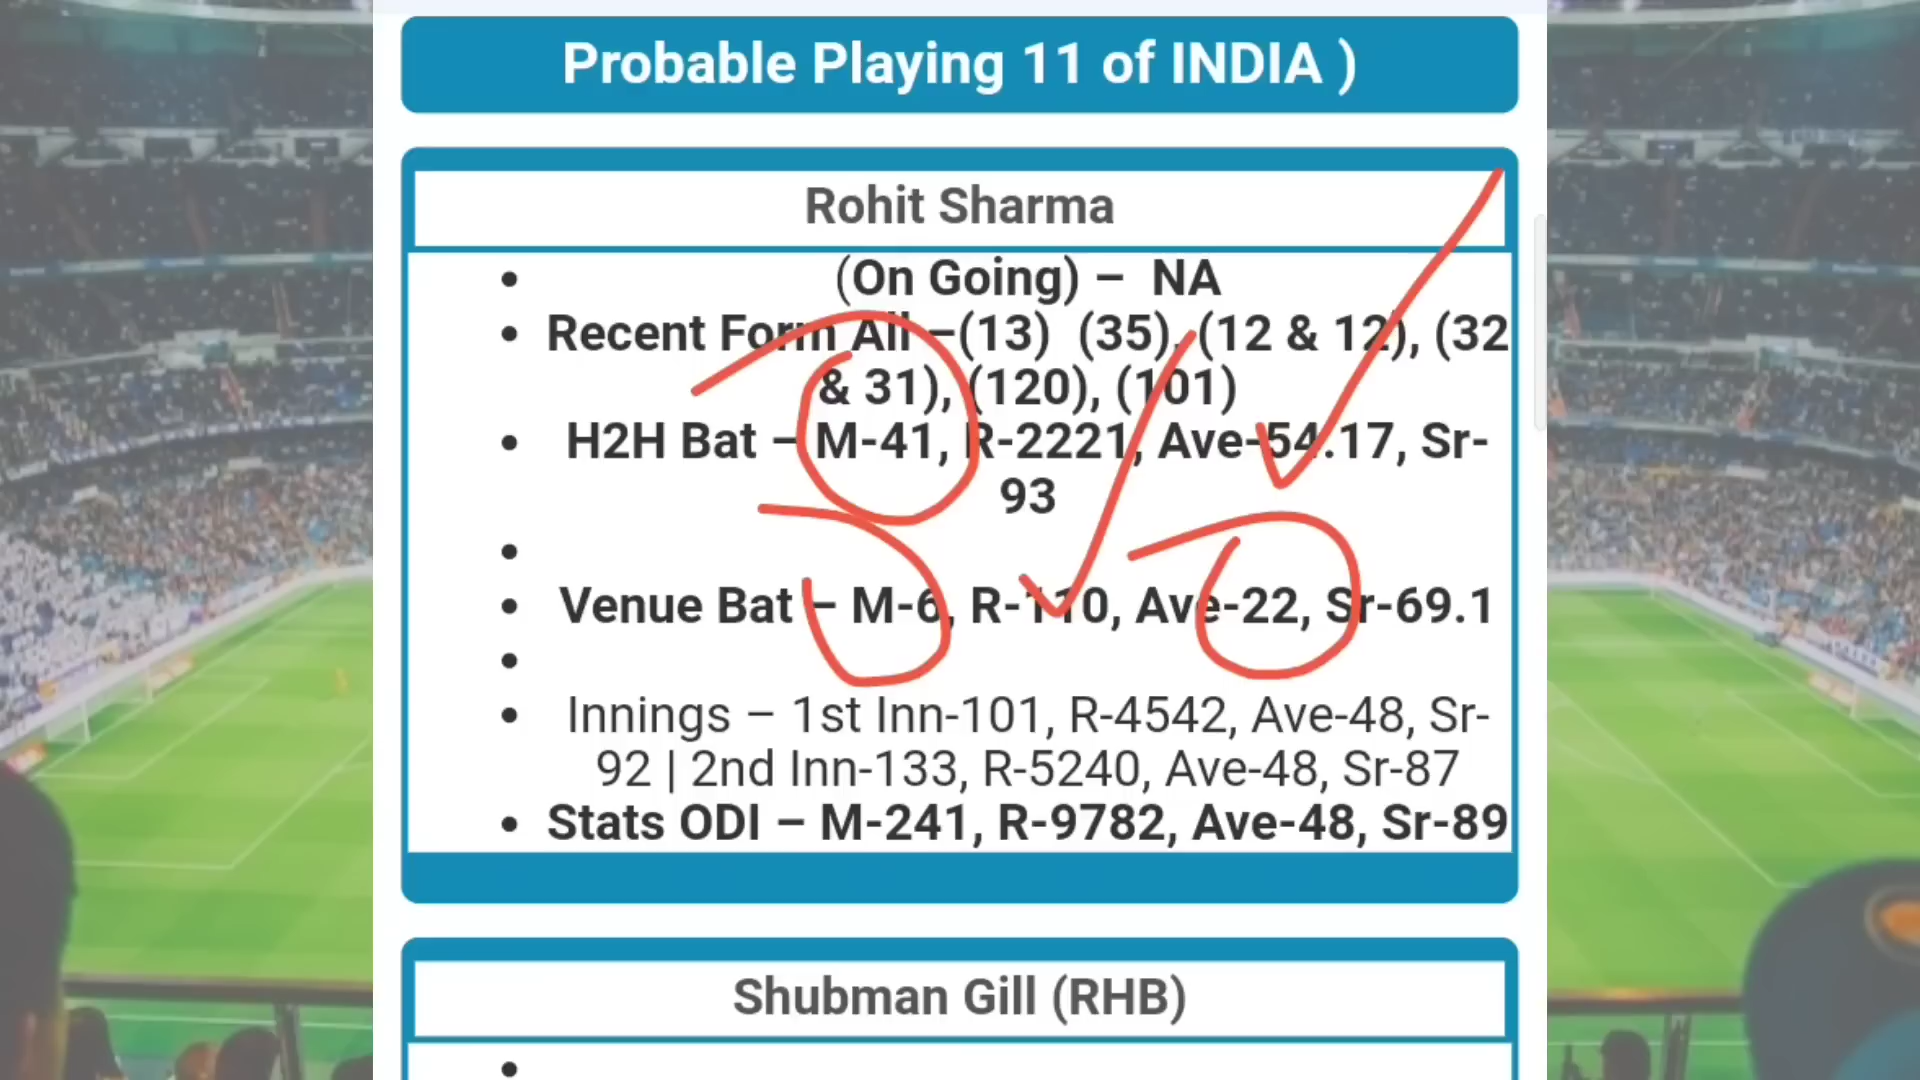 Probable Playing 11 of INDIA )
Rohit Sharma
(On Going) – NA
Recent Form All –(13) (35), (12 & 12), (32
& 31), (120), (101)
H2H Bat – M-41, R-2221, Ave-54.17, Sr-
93
Venue Bat – M-6, R-110, Ave-22, Sr-69.1
Innings – 1st Inn-101, R-4542, Ave-48, Sr-
92 | 2nd Inn-133, R-5240, Ave-48, Sr-87
Stats ODI – M-241, R-9782, Ave-48, Sr-89
Shubman Gill (RHB)